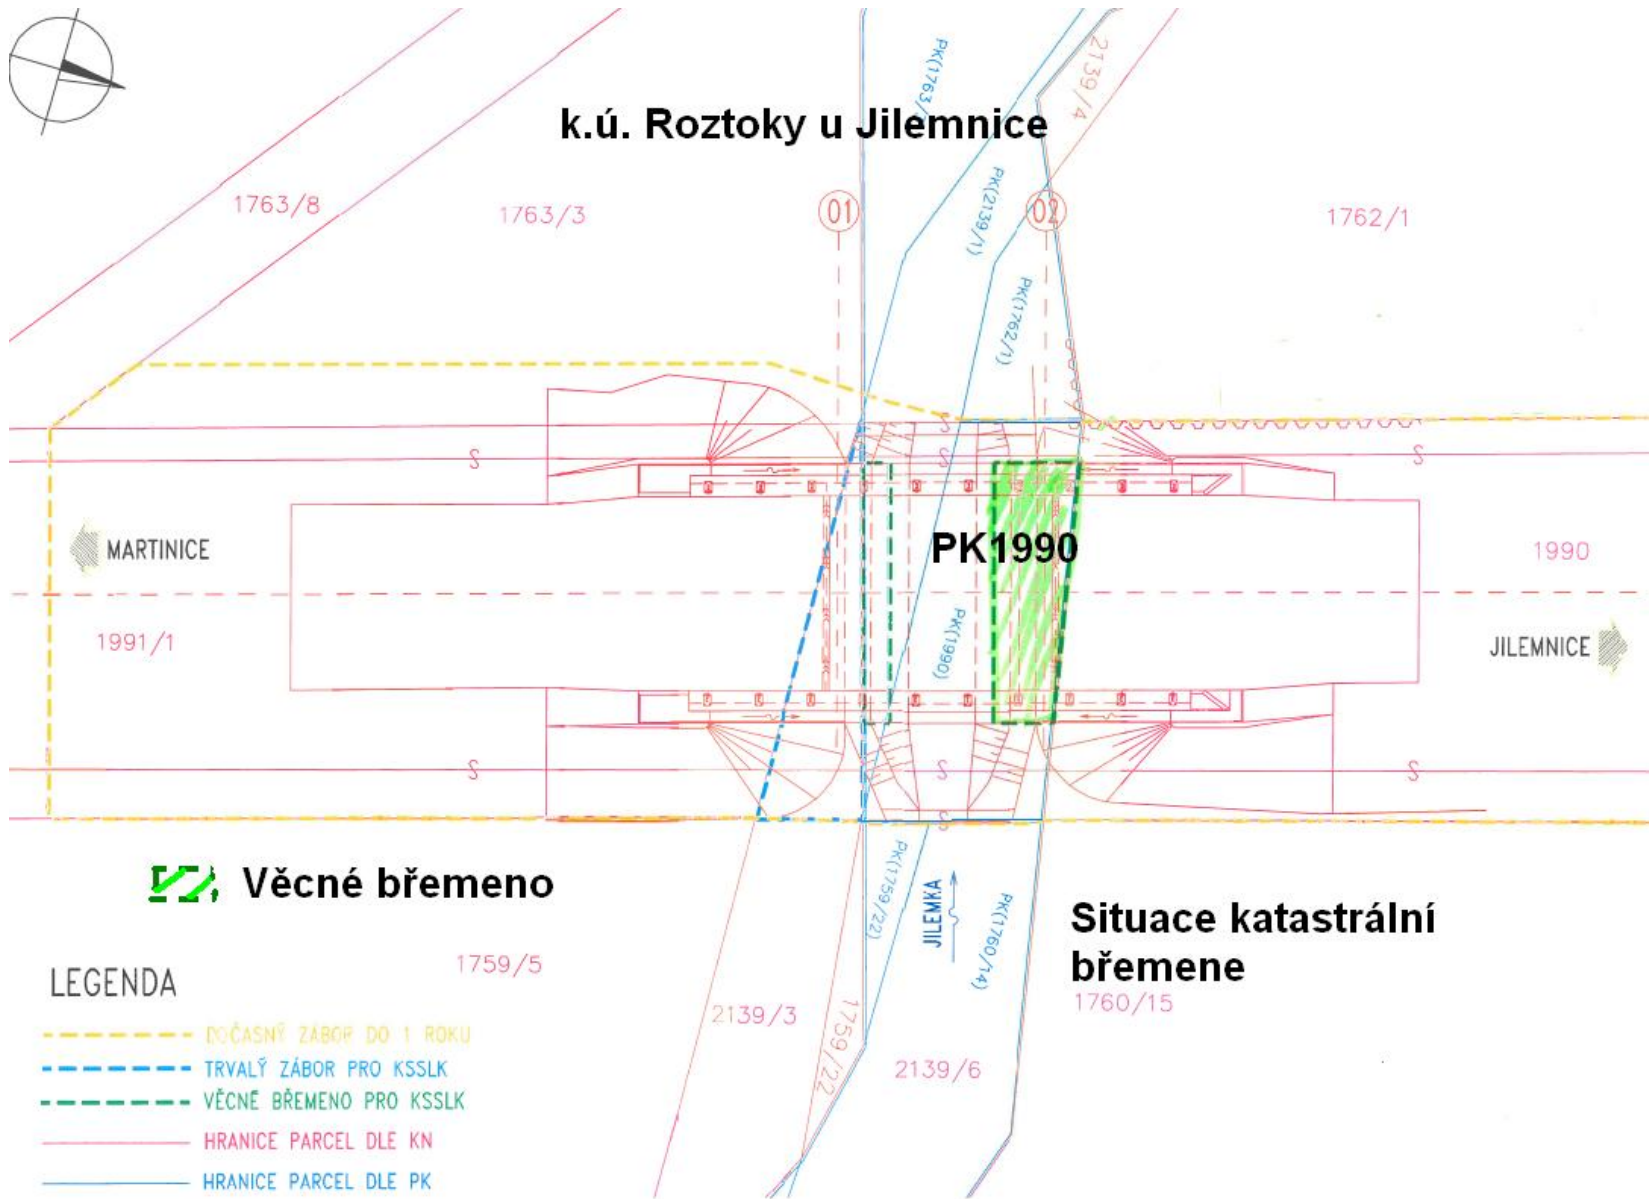 PK(1763/
2139/4
k.ú. Roztoky u Jilemnice
1763/8
1763/3
01
PK(2139/1)
02
1762/1
PK(1762/1)
S
S
S
S
MARTINICE
PK1990
1990
1991/1
PK(1990)
JILEMNICE
S
S
S
S
Věcné břemeno
PK(1759/22)
JILEMKA
PK(1760/14)
Situace katastrální
břemene
1759/5
1760/15
LEGENDA
2139/3
1759/22
2139/6
DOČASNÝ ZÁBOR DO 1 ROKU
TRVALÝ ZÁBOR PRO KSSLK
VĚCNÉ BŘEMENO PRO KSSLK
HRANICE PARCEL DLE KN
HRANICE PARCEL DLE PK